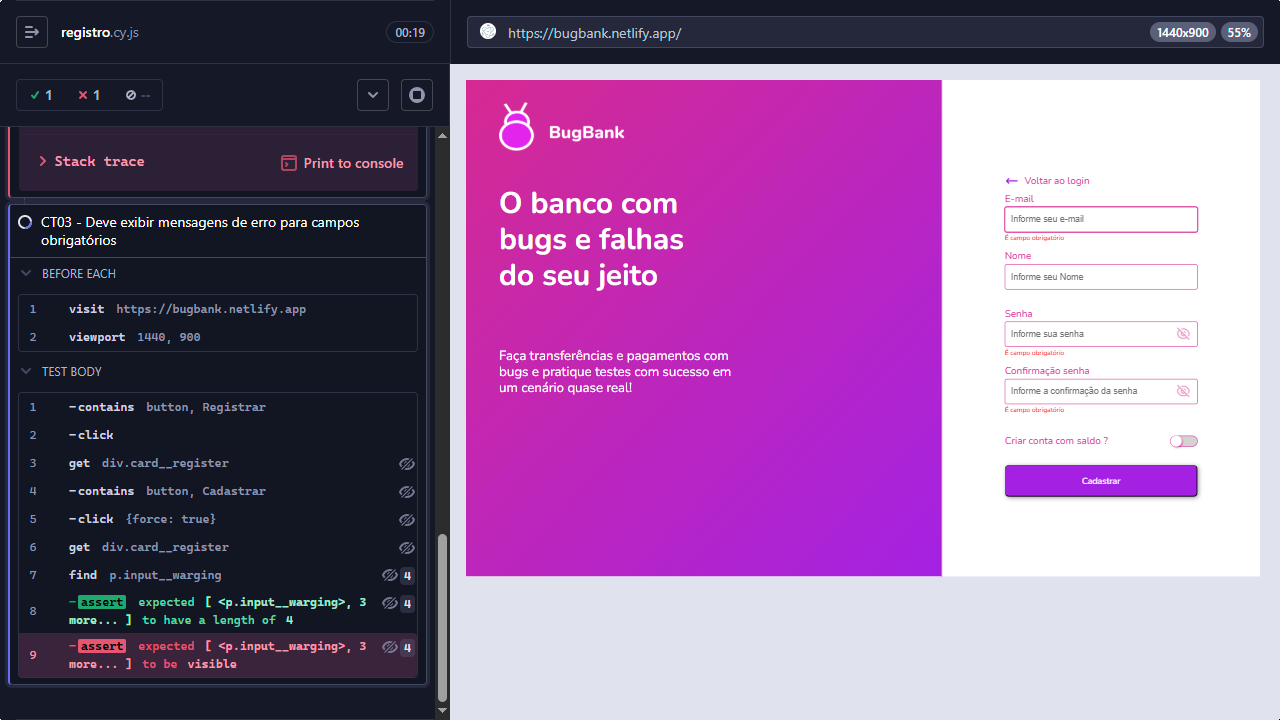 registro.cy.js
00:19
1
1
--
Stack trace
Print to console
CT03 - Deve exibir mensagens de erro para campos
obrigatórios
BEFORE EACH
1 visit https://bugbank.netlify.app
2 viewport 1440, 900
TEST BODY
1 -contains button, Registrar
2 -click
3 get div.card__register
4 -contains button, Cadastrar
5 -click {force: true}
6 get div.card__register
7 find p.input__warging 4
8 -assert expected [ <p.input__warging>, 3 4
more... ] to have a length of 4
9 -assert expected [ <p.input__warging>, 3 4
more... ] to be visible
https://bugbank.netlify.app/
1440x900
55%
BugBank
O banco com
bugs e falhas
do seu jeito
Faça transferências e pagamentos com
bugs e pratique testes com sucesso em
um cenário quase real!
Voltar ao login
E-mail
Informe seu e-mail
É campo obrigatório
Nome
Informe seu Nome
Senha
Informe sua senha
É campo obrigatório
Confirmação senha
Informe a confirmação da senha
É campo obrigatório
Criar conta com saldo ?
Cadastrar